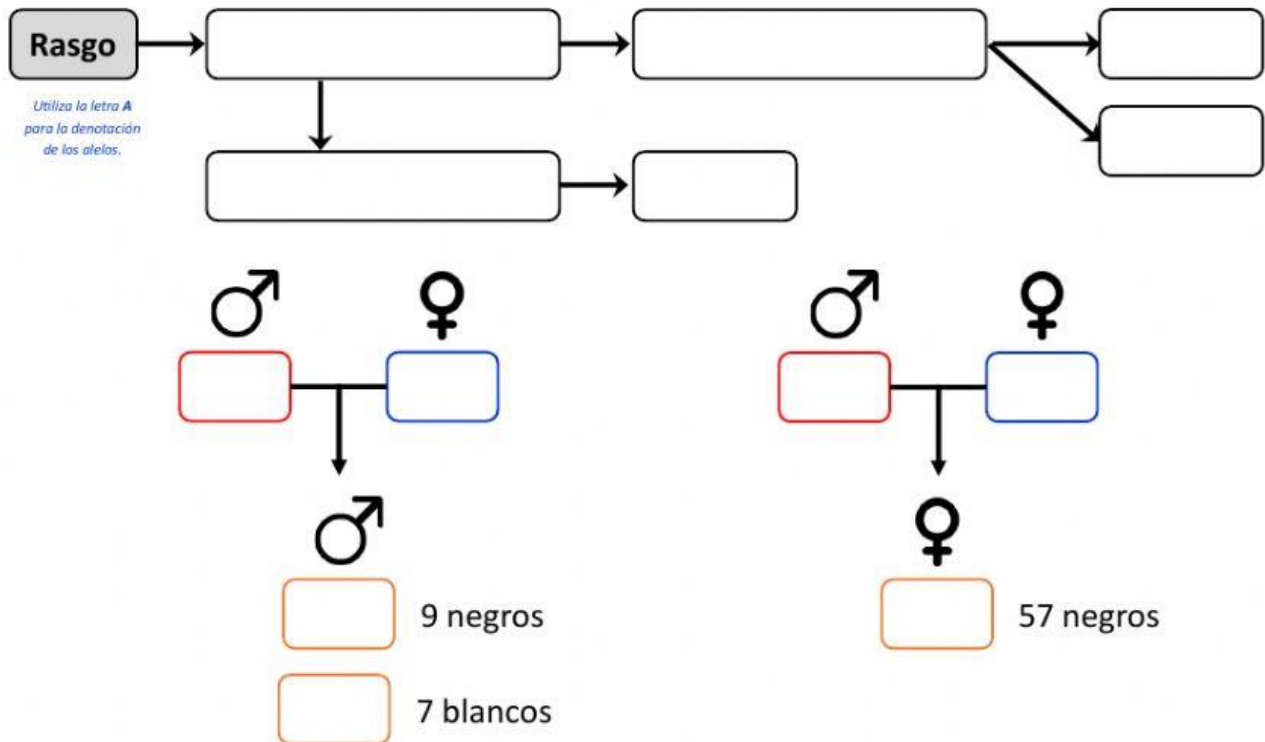 Rasgo
Utiliza la letra A
para la denotación
de los alelos.
9 negros
57 negros
7 blancos